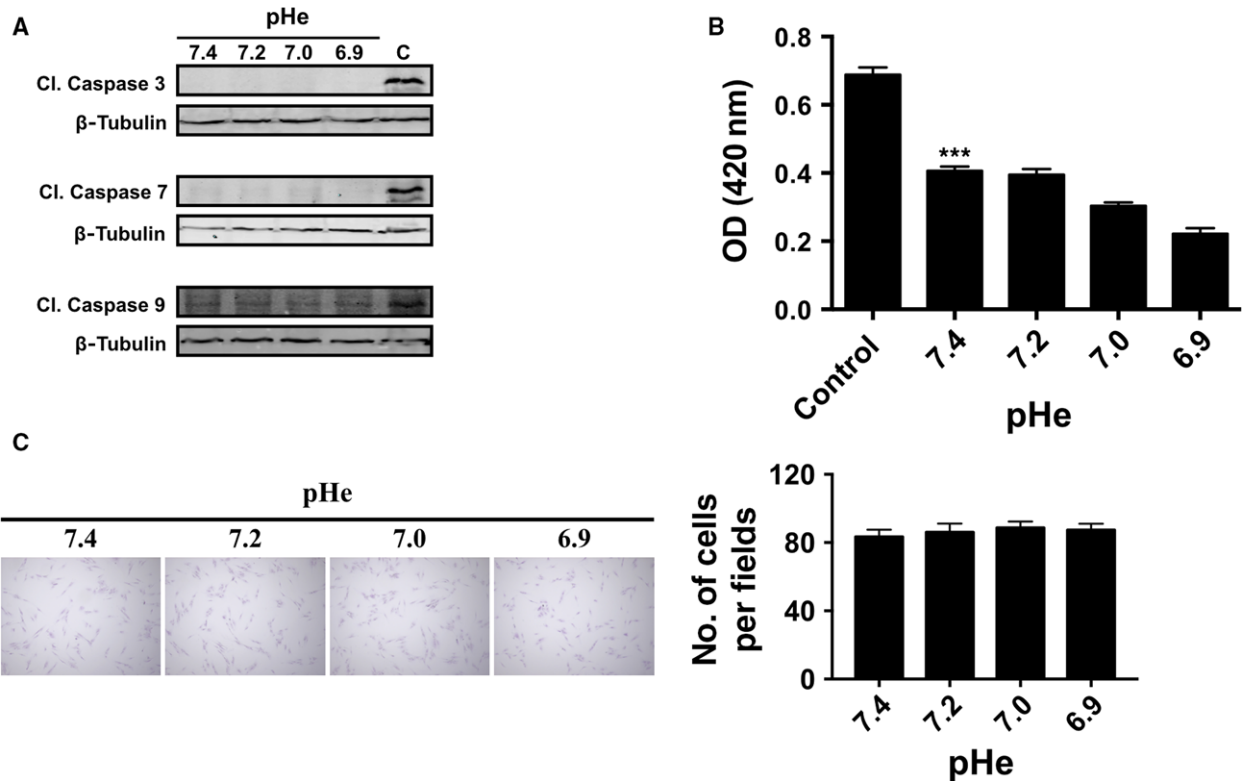 A
pHe
7.4 7.2 7.0 6.9 C
Cl. Caspase 3
β-Tubulin
Cl. Caspase 7
β-Tubulin
Cl. Caspase 9
β-Tubulin
B
OD (420 nm)
0.8
0.6
0.4
0.2
0.0
***
Control 7.4 7.2 7.0 6.9
pHe
C
pHe
7.4 7.2 7.0 6.9
No. of cells
per fields
120
80
40
0
7.4 7.2 7.0 6.9
pHe